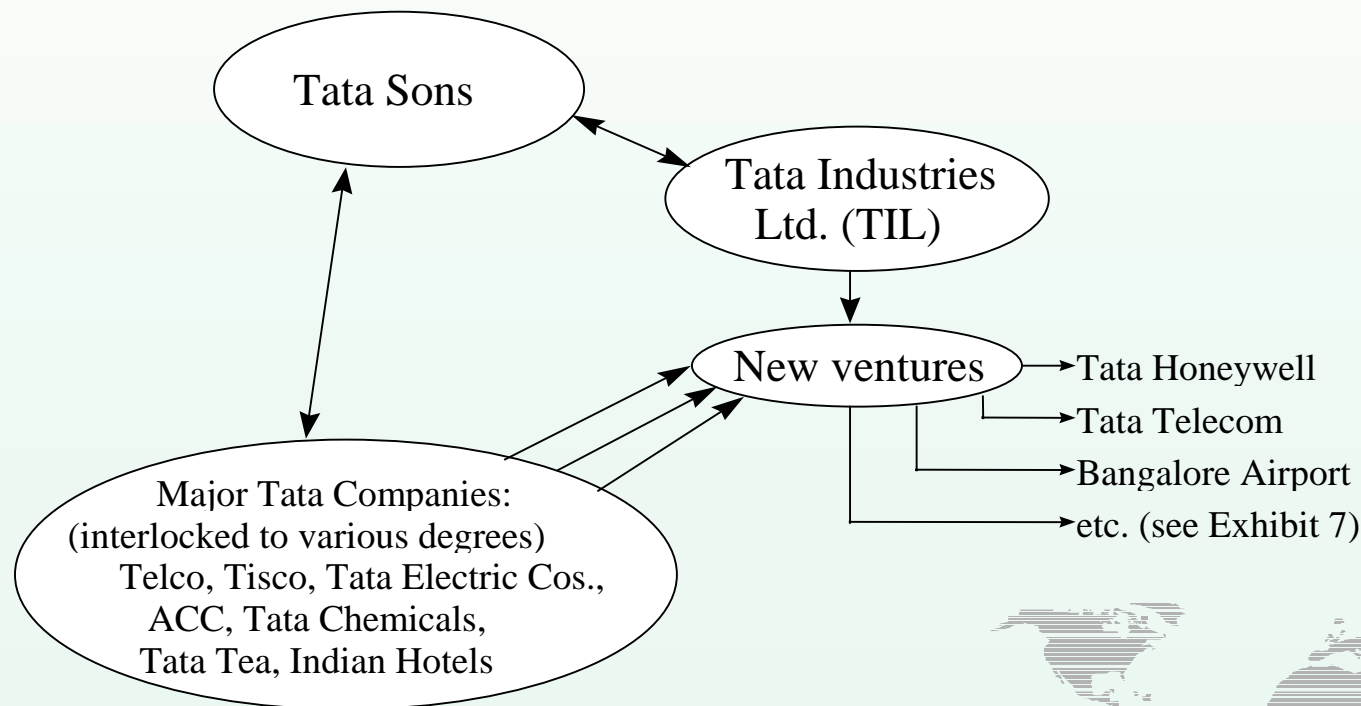 Tata Sons
Tata Industries
Ltd. (TIL)
New ventures
Tata Honeywell
Tata Telecom
Bangalore Airport
etc. (see Exhibit 7)
Major Tata Companies:
(interlocked to various degrees)
Telco, Tisco, Tata Electric Cos.,
ACC, Tata Chemicals,
Tata Tea, Indian Hotels